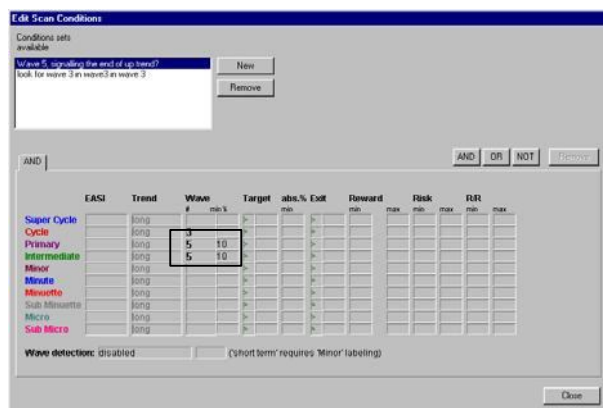 Edit Scan Conditions
Conditions sets
available
Wave 5, signalling the end of up trend?
look for wave 3 in wave3 in wave 3
New
Remove
AND
AND OR NOT Remove
EASI Trend Wave Target abs.% Exit Reward Risk R/R
# min % min min max min max min max
Super Cycle long > >
Cycle long 3 > >
Primary long 5 10 > >
Intermediate long 5 10 > >
Minor long > >
Minute long > >
Minuette long > >
Sub Minuette long > >
Micro long > >
Sub Micro long > >
Wave detection: disabled ('short term' requires 'Minor' labeling)
Close